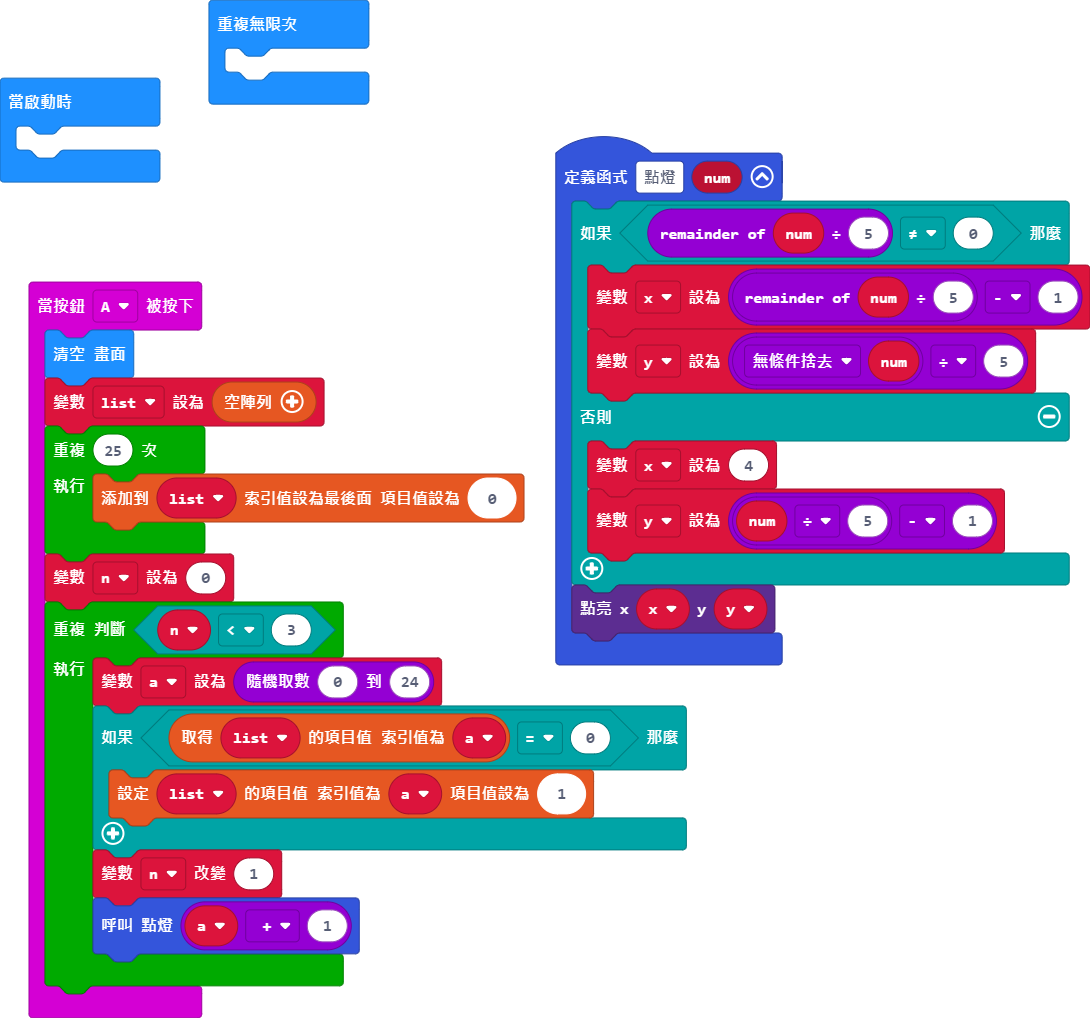 重複無限次
當啟動時
當按鈕 A 被按下
清空 畫面
變數 list 設為 空陣列
重複 25 次
執行
添加到 list 索引值設為最後面 項目值設為 0
變數 n 設為 0
重複 判斷 n < 3
執行
變數 a 設為 隨機取數 0 到 24
如果 取得 list 的項目值 索引值為 a = 0 那麼
設定 list 的項目值 索引值為 a 項目值設為 1
變數 n 改變 1
呼叫 點燈 a + 1
定義函式 點燈 num
如果 remainder of num ÷ 5 ≠ 0 那麼
變數 x 設為 remainder of num ÷ 5 - 1
變數 y 設為 無條件捨去 num ÷ 5
否則
變數 x 設為 4
變數 y 設為 num ÷ 5 - 1
點亮 x x y y